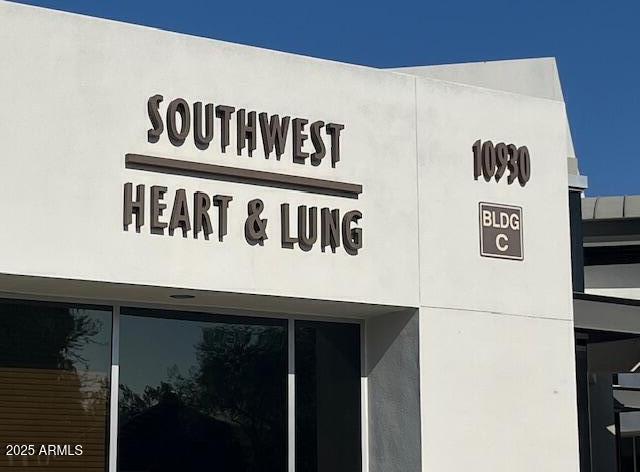 SOUTHWEST
HEART & LUNG
10930
BLDG
C
2025 ARMLS